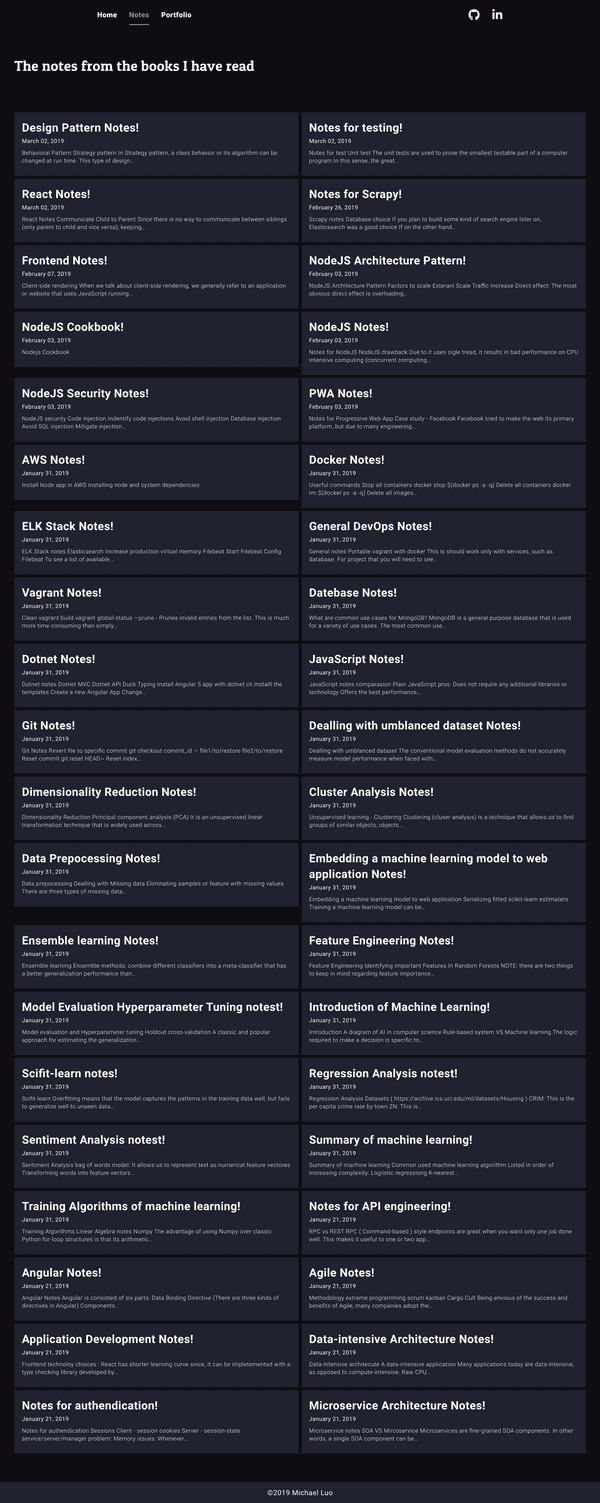 Home Notes Portfolio
The notes from the books I have read
Design Pattern Notes!
March 02, 2019
Behavioral Pattern Strategy pattern In Strategy pattern, a class behavior or its algorithm can be
changed at run time. This type of design...
Notes for testing!
March 02, 2019
Notes for test Unit test The unit tests are used to prove the smallest testable part of a computer
program In this sense, the great...
React Notes!
March 02, 2019
React Notes Communicate Child to Parent Since there is no way to communicate between siblings
(only parent to child and vice versa), keeping...
Notes for Scrapy!
February 26, 2019
Scrapy notes Database choice If you plan to build some kind of search engine later on,
Elasticsearch was a good choice If on the other hand...
Frontend Notes!
February 07, 2019
Client-side rendering When we talk about client-side rendering, we generally refer to an application
or website that uses JavaScript running...
NodeJS Architecture Pattern!
February 03, 2019
NodeJS Architecture Pattern Factors to scale Exteranl Scale Traffic Increase Direct effect: The most
obvious direct effect is overloading...
NodeJS Cookbook!
February 03, 2019
Nodejs Cookbook
NodeJS Notes!
February 03, 2019
Notes for NodeJS NodeJS drawback Due to it uses sigle tread, it results in bad performance on CPU
intensive computing (concurrent computing...
NodeJS Security Notes!
February 03, 2019
NodeJS security Code injection Indentify code injections Avoid shell injection Database Injection
Avoid SQL injection Mitigate injection...
PWA Notes!
February 03, 2019
Notes for Progressive Web App Case study - Facebook Facebook tried to make the web its primary
platform, but due to many engineering...
AWS Notes!
January 31, 2019
Install Node app in AWS Installing node and system dependencies
Docker Notes!
January 31, 2019
Userful commands Stop all containers docker stop $(docker ps -a -q) Delete all containers docker
rm $(docker ps -a -q) Delete all images...
ELK Stack Notes!
January 31, 2019
ELK Stack notes Elasticsearch Increase production virtual memory Filebeat Start Filebeat Config
Filebeat To see a list of available...
General DevOps Notes!
January 31, 2019
General notes Portable vagrant with docker This is should work only with services, such as
database. For project that you will need to see...
Vagrant Notes!
January 31, 2019
Clean vagrant build vagrant global-status —prune - Prunes invalid entries from the list. This is much
more time consuming than simply...
Datebase Notes!
January 31, 2019
What are common use cases for MongoDB? MongoDB is a general purpose database that is used
for a variety of use cases. The most common use...
Dotnet Notes!
January 31, 2019
Dotnet notes Dotnet MVC Dotnet API Duck Typing Install Angular 5 app with dotnet cli Installl the
templates Create a new Angular App Change...
JavaScript Notes!
January 31, 2019
JavaScript notes comparasion Plain JavaScript pros: Does not require any additional libraries or
technology Offers the best performance...
Git Notes!
January 31, 2019
Git Notes Revert file to specific commit git checkout commit_id — file1/to/restore file2/to/restore
Reset commit git reset HEAD~ Reset index...
Dealling with umblanced dataset Notes!
January 31, 2019
Dealling with umblanced dataset The conventional model evaluation methods do not accurately
measure model performance when faced with...
Dimensionality Reduction Notes!
January 31, 2019
Dimensionality Reduction Principal component analysis (PCA) It is an unsupervised linear
transformation technique that is widely used across...
Cluster Analysis Notes!
January 31, 2019
Unsupervised learning - Clustering Clustering (cluser analysis) is a technique that allows us to find
groups of similar objects, objects...
Data Prepocessing Notes!
January 31, 2019
Data prepocessing Dealling with Missing data Eliminating samples or feature with missing values
There are three types of missing data...
Embedding a machine learning model to web
application Notes!
January 31, 2019
Embedding a machine learning model to web application Serializing fitted scikit-learn estimaters
Training a machine learning model can be...
Ensemble learning Notes!
January 31, 2019
Ensemble learning Ensemble methods: combine different classifiers into a meta-classifier that has
a better generalization performance than...
Feature Engineering Notes!
January 31, 2019
Feature Engineering Identifying Important Features In Random Forests NOTE: there are two things
to keep in mind regarding feature importance...
Model Evaluation Hyperparameter Tuning notest!
January 31, 2019
Model evaluation and Hyperparameter tuning Holdout cross-validation A classic and popular
approach for estimating the generalization...
Introduction of Machine Learning!
January 31, 2019
Introduction A diagram of AI in computer science Rule-based system VS Machine learning The logic
required to make a decision is specific to...
Scifit-learn notes!
January 31, 2019
Scifit-learn Overfitting means that the model captures the patterns in the training data well, but fails
to generalize well to unseen data...
Regression Analysis notest!
January 31, 2019
Regression Analysis Datasets ( https://archive.ics.uci.edu/ml/datasets/Housing ) CRIM: This is the
per capita crime rate by town ZN: This is...
Sentiment Analysis notest!
January 31, 2019
Sentiment Analysis bag of words model: It allows us to represent text as numerical feature vectores
Transforming words into feature vectors...
Summary of machine learning!
January 31, 2019
Summary of machine learning Common used machine learning algorithm Listed in order of
increasing complexity: Loglistic regressiong K-nearest...
Training Algorithms of machine learning!
January 31, 2019
Training Algorithms Linear Algebra notes Numpy The advantage of using Numpy over classic
Python for-loop structures is that its arithmetic...
Notes for API engineering!
January 21, 2019
RPC vs REST RPC ( Command-based ) style endpoints are great when you want only one job done
well. This makes it useful to one or two app...
Angular Notes!
January 21, 2019
Angular Notes Angular is consisted of six parts: Data Binding Directive (There are three kinds of
directives in Angular) Components...
Agile Notes!
January 21, 2019
Methodology extreme programming scrum kanban Cargo Cult Being envious of the success and
benefits of Agile, many companies adopt the...
Application Development Notes!
January 21, 2019
Frontend technoloy choices : React has shorter learning curve since, it can be impletemented with a
type checking library developed by...
Data-intensive Architecture Notes!
January 21, 2019
Data-intensive architecute A data-intensive application Many applications today are data-intensive,
as opposed to compute-intensive. Raw CPU...
Notes for authendication!
January 21, 2019
Notes for authendication Sessions Client - session cookies Server - session-state
service/server/manager problem: Memory issues: Whenever...
Microservice Architecture Notes!
January 21, 2019
Microservice notes SOA VS Mircoservice Microservices are fine-grained SOA components. In other
words, a single SOA component can be...
©2019 Michael Luo